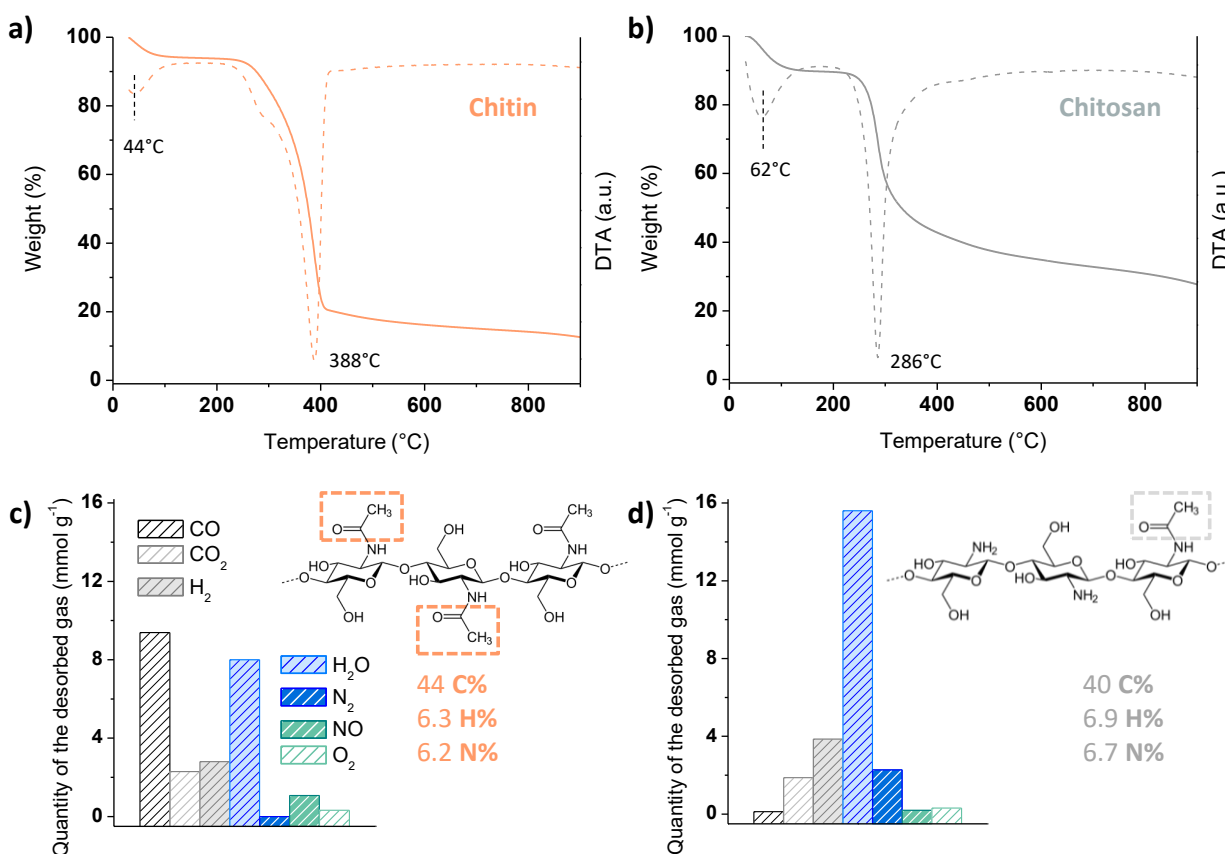 a)
100
80
60
40
20
0
Weight (%)
44°C
Chitin
388°C
DTA (a.u.)
0
200
400
600
800
Temperature (°C)
b)
100
80
60
40
20
0
Weight (%)
62°C
Chitosan
286°C
DTA (a.u.)
0
200
400
600
800
Temperature (°C)
c)
Quantity of the desorbed gas (mmol g⁻¹)
16
12
8
4
0
CO
CO₂
H₂
H₂O
N₂
NO
O₂
CH₃
O
NH
HO
O
OH
O
OH
O
HO
NH
O
CH₃
O
CH₃
O
NH
HO
O
OH
O
44 C%
6.3 H%
6.2 N%
d)
Quantity of the desorbed gas (mmol g⁻¹)
16
12
8
4
0
HO
NH₂
O
O
OH
O
OH
O
HO
NH₂
O
CH₃
O
NH
HO
O
OH
O
40 C%
6.9 H%
6.7 N%